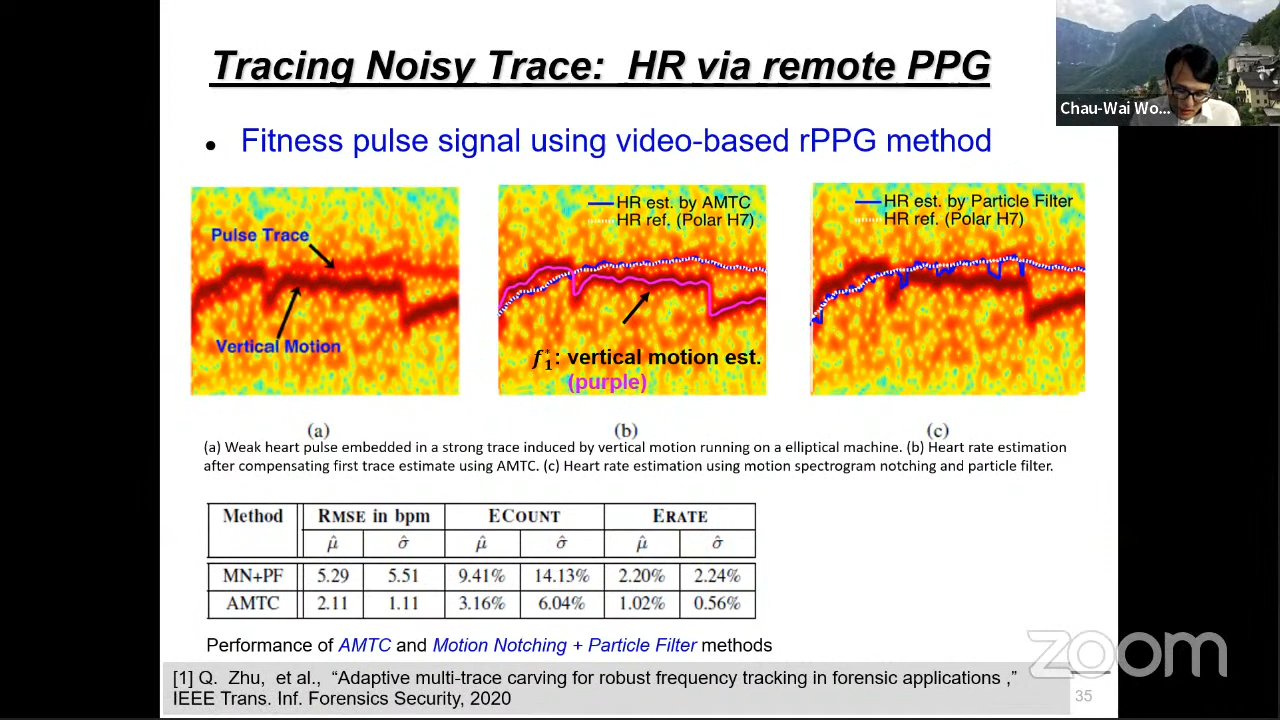 Tracing Noisy Trace: HR via remote PPG
Chau-Wai Wo...
• Fitness pulse signal using video-based rPPG method
Pulse Trace
Vertical Motion
(a)
HR est. by AMTC
HR ref. (Polar H7)
f₁*: vertical motion est.
(purple)
(b)
HR est. by Particle Filter
HR ref. (Polar H7)
(c)
(a) Weak heart pulse embedded in a strong trace induced by vertical motion running on a elliptical machine. (b) Heart rate estimation
after compensating first trace estimate using AMTC. (c) Heart rate estimation using motion spectrogram notching and particle filter.
Method RMSE in bpm ECOUNT ERATE
μ̂ σ̂ μ̂ σ̂ μ̂ σ̂
MN+PF 5.29 5.51 9.41% 14.13% 2.20% 2.24%
AMTC 2.11 1.11 3.16% 6.04% 1.02% 0.56%
Performance of AMTC and Motion Notching + Particle Filter methods
[1] Q. Zhu, et al., “Adaptive multi-trace carving for robust frequency tracking in forensic applications ,”
IEEE Trans. Inf. Forensics Security, 2020
zoom
35